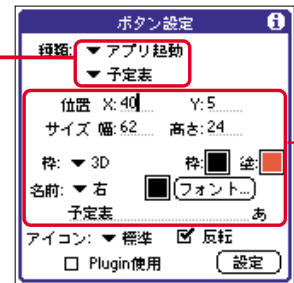 ボタン設定 i
種類: ▼ アプリ起動
▼ 予定表
位置 X: 40 Y: 5
サイズ 幅: 62 高さ: 24
枠: ▼ 3D 枠: 塗:
名前: ▼ 右 フォント...
予定表 あ
アイコン: ▼ 標準 ☑ 反転
☐ Plugin使用 設定